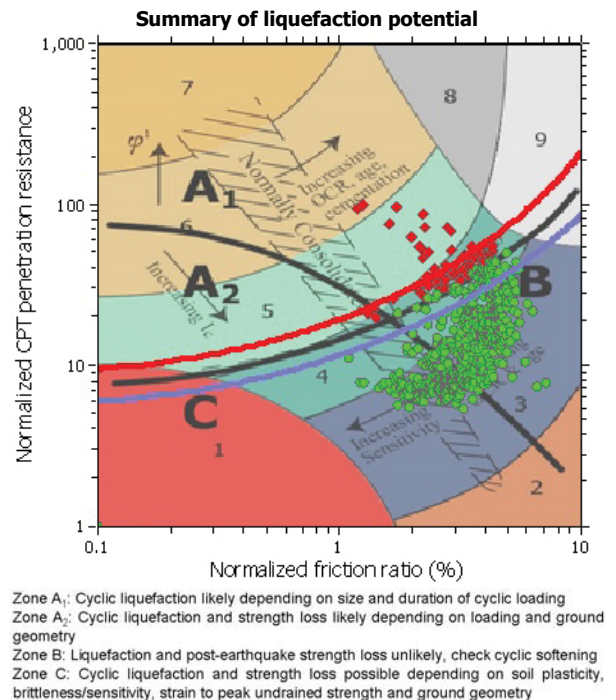 Summary of liquefaction potential
1,000
7
8
9
φ'
Increasing
OCR, age,
cementation
Normally Consolid
100
A1
6
A2
Increasing Ic
5
B
Normalized CPT penetration resistance
10
4
3
C
Increasing
Sensitivity
1
2
1
0.1
1
10
Normalized friction ratio (%)
Zone A1: Cyclic liquefaction likely depending on size and duration of cyclic loading
Zone A2: Cyclic liquefaction and strength loss likely depending on loading and ground
geometry
Zone B: Liquefaction and post-earthquake strength loss unlikely, check cyclic softening
Zone C: Cyclic liquefaction and strength loss possible depending on soil plasticity,
brittleness/sensitivity, strain to peak undrained strength and ground geometry